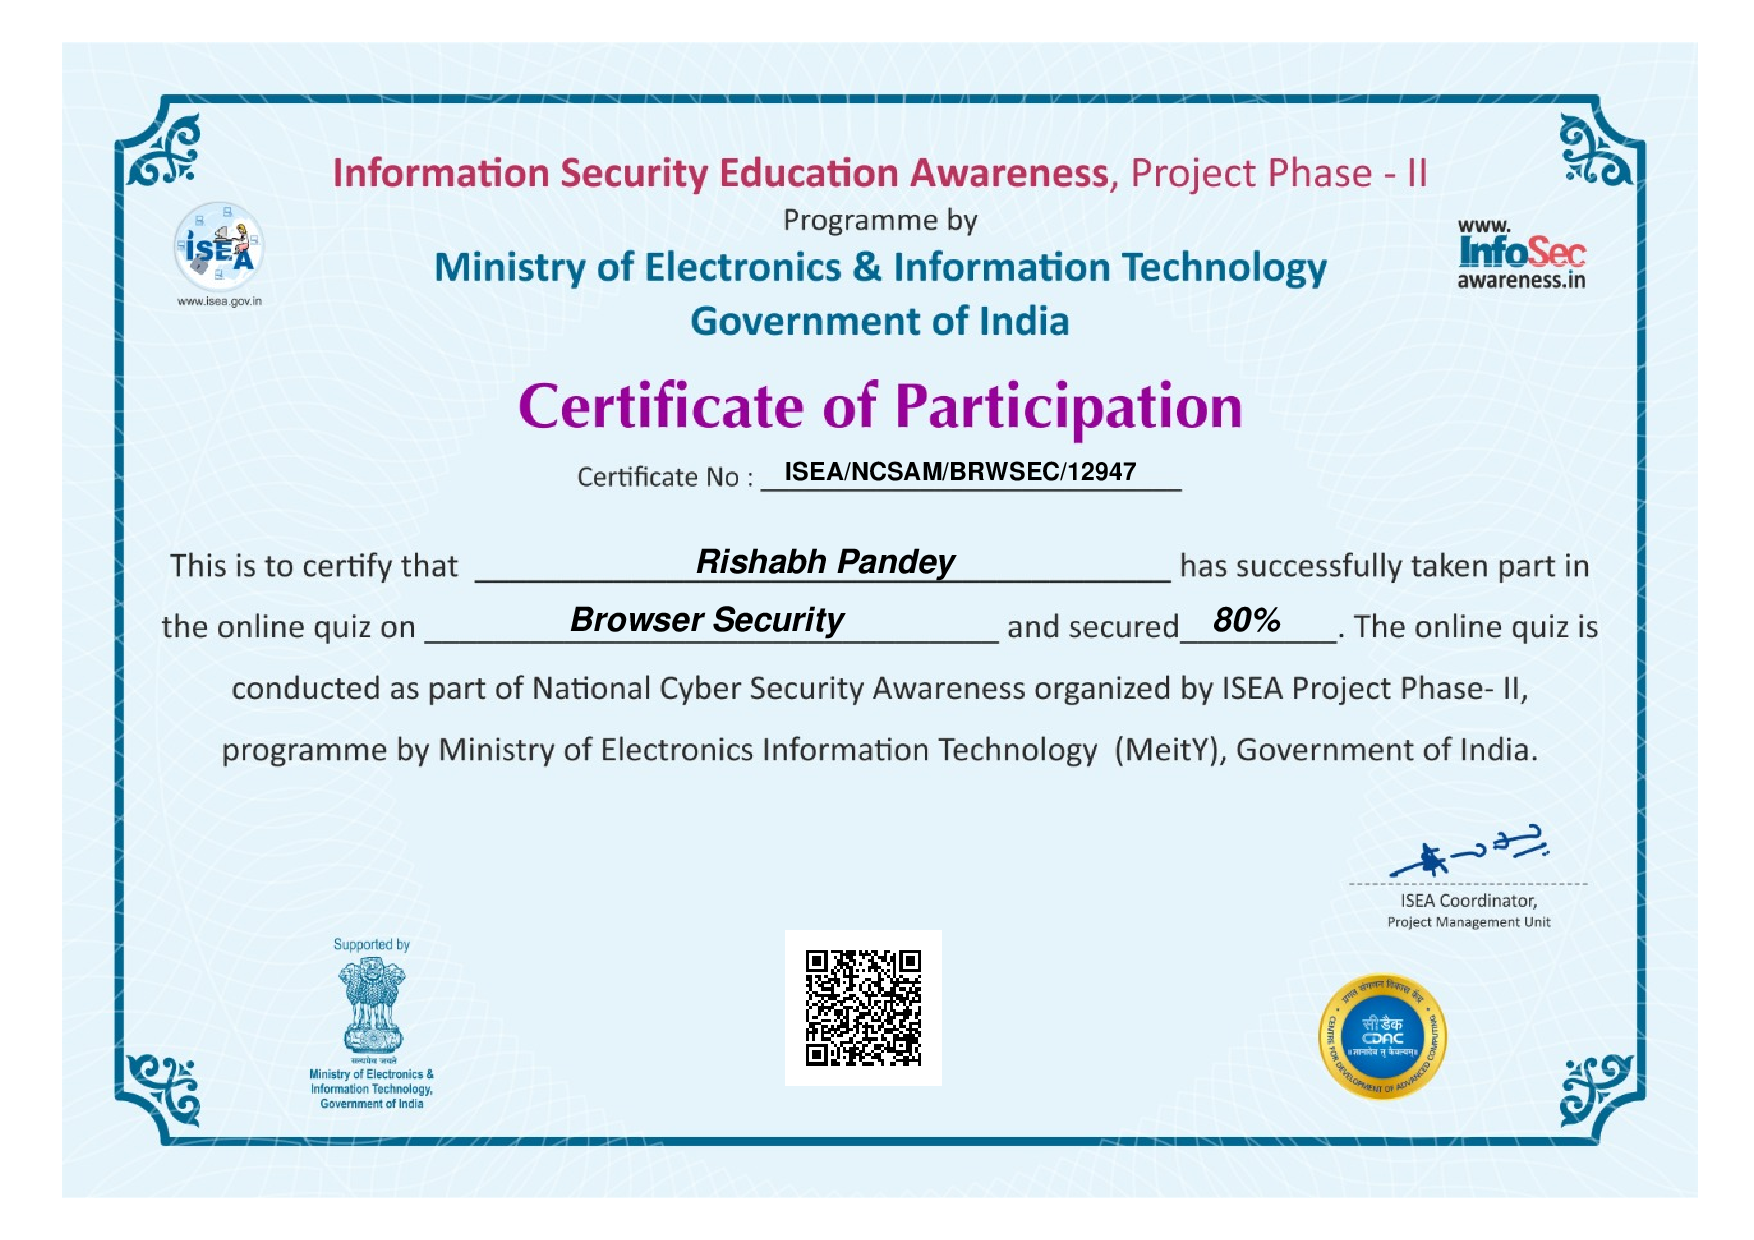 Information Security Education Awareness, Project Phase - II
Programme by
Ministry of Electronics & Information Technology
Government of India
iSEA
www.isea.gov.in
www.
InfoSec
awareness.in
Certificate of Participation
Certificate No : ISEA/NCSAM/BRWSEC/12947
This is to certify that Rishabh Pandey has successfully taken part in
the online quiz on Browser Security and secured 80%. The online quiz is
conducted as part of National Cyber Security Awareness organized by ISEA Project Phase- II,
programme by Ministry of Electronics Information Technology (MeitY), Government of India.
ISEA Coordinator,
Project Management Unit
Supported by
सत्यमेव जयते
Ministry of Electronics &
Information Technology,
Government of India
प्रगत संगणन विकास केंद्र
सी डैक
CDAC
CENTRE FOR DEVELOPMENT OF ADVANCED COMPUTING